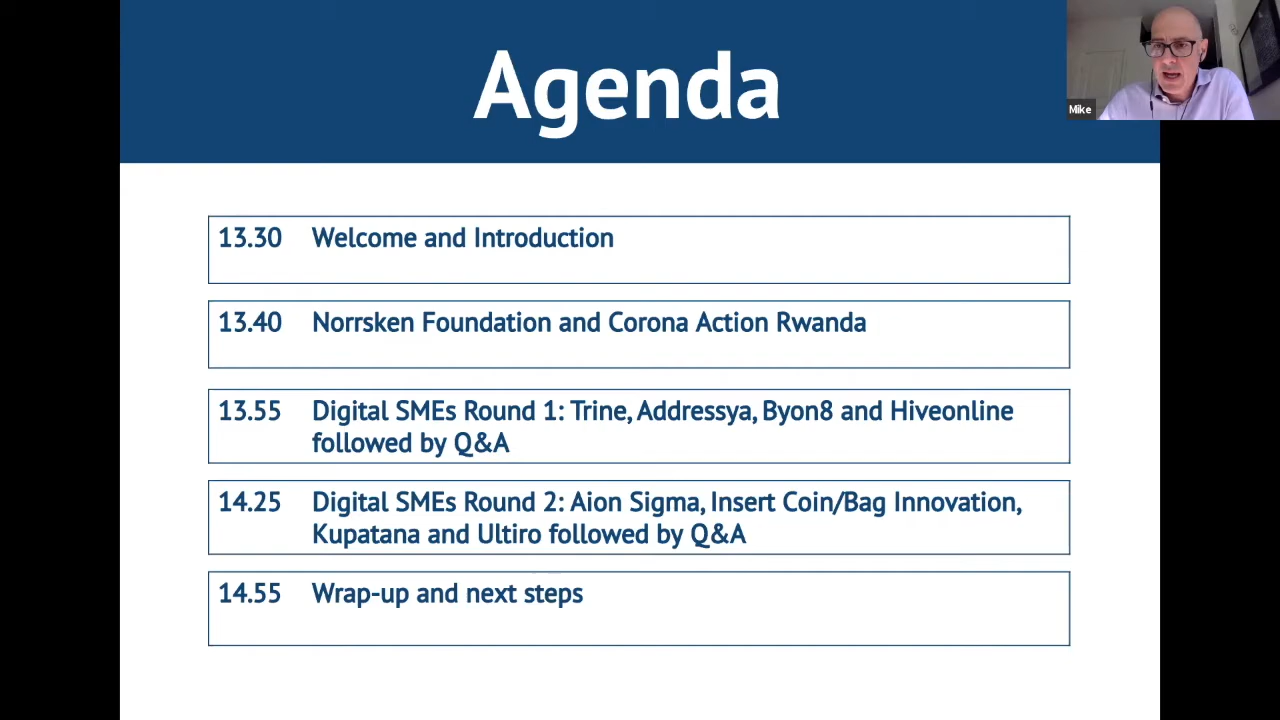 Agenda
Mike
13.30 Welcome and Introduction
13.40 Norrsken Foundation and Corona Action Rwanda
13.55 Digital SMEs Round 1: Trine, Addressya, Byon8 and Hiveonline
followed by Q&A
14.25 Digital SMEs Round 2: Aion Sigma, Insert Coin/Bag Innovation,
Kupatana and Ultiro followed by Q&A
14.55 Wrap-up and next steps